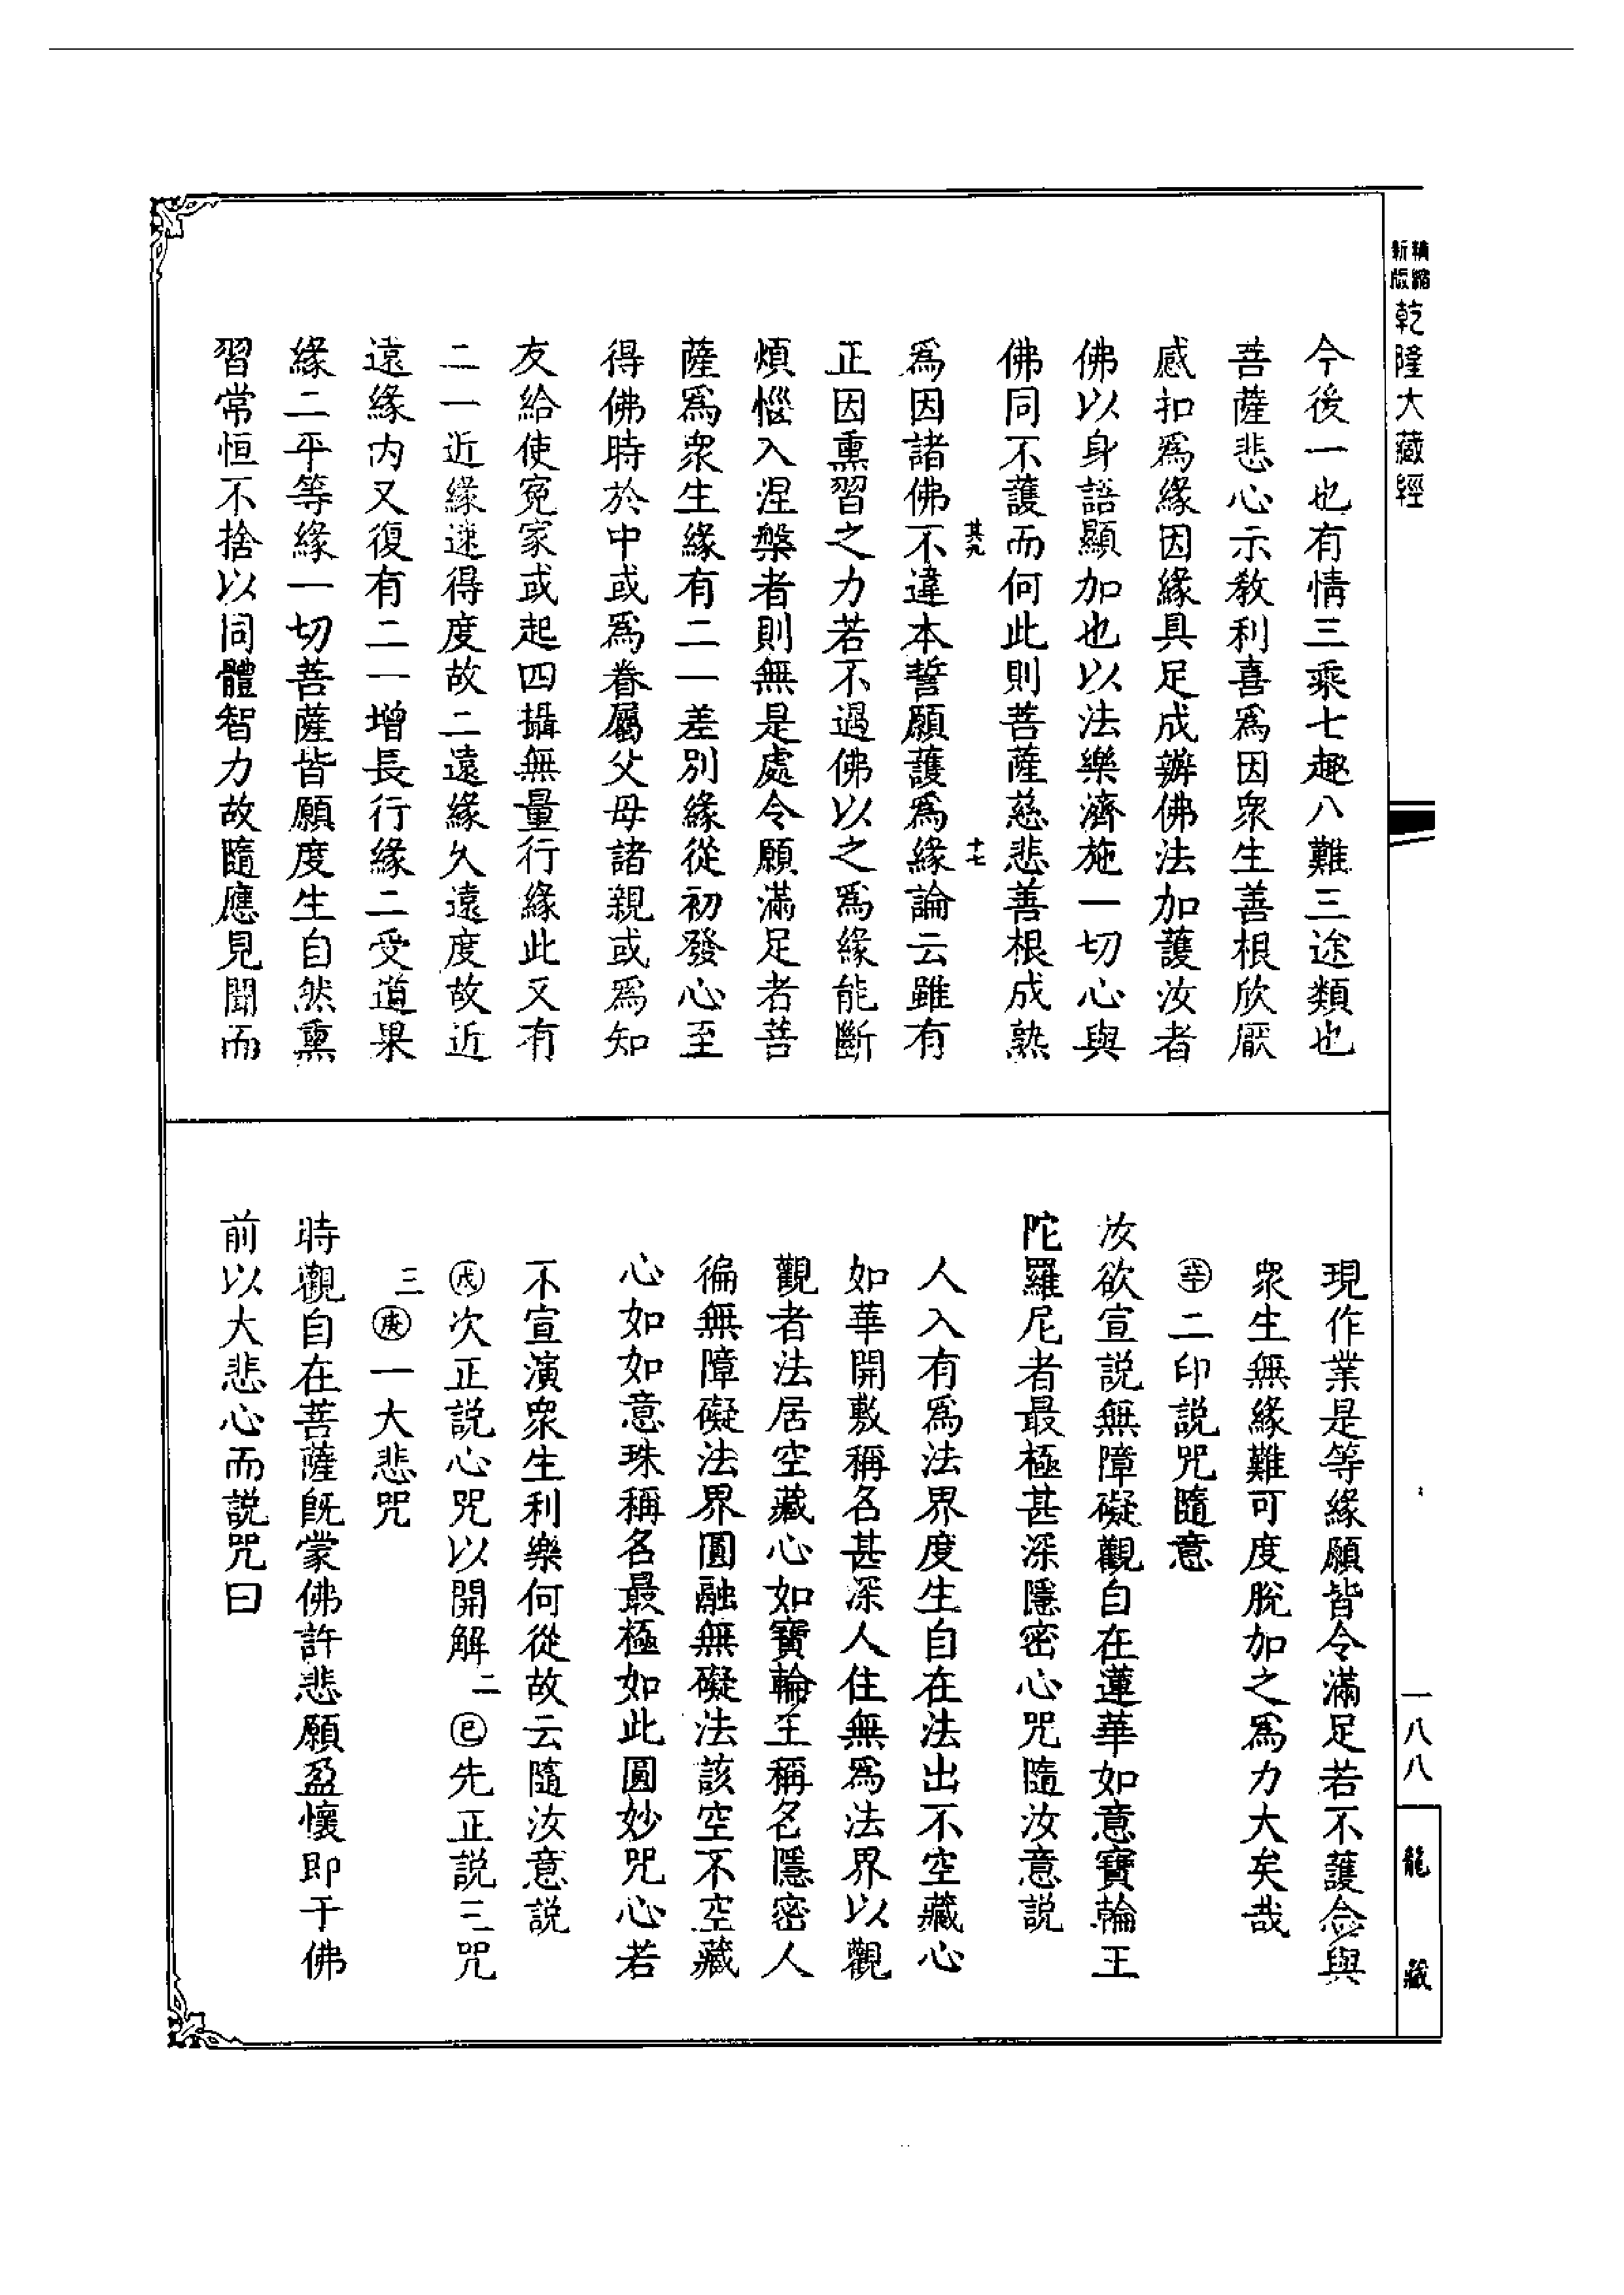 精縮
新版
乾隆大藏經
一八八
龍藏
今後一也有情三乘七趣八難三途類也
菩薩悲心示教利喜爲因衆生善根欣厭
感扣爲緣因緣具足成辦佛法加護汝者
佛以身語顯加也以法樂濟施一切心與
佛同不護而何此則菩薩慈悲善根成熟
其九
十七
爲因諸佛不違本誓願護爲緣論云雖有
正因熏習之力若不遇佛以之爲緣能斷
煩惱入涅槃者則無是處令願滿足者菩
薩爲衆生緣有二一差別緣從初發心至
得佛時於中或爲眷屬父母諸親或爲知
友給使冤家或起四攝無量行緣此又有
二一近緣速得度故二遠緣久遠度故近
遠緣內又復有二一增長行緣二受道果
緣二平等緣一切菩薩皆願度生自然熏
習常恒不捨以同體智力故隨應見聞而
現作業是等緣願皆令滿足若不護念與
衆生無緣難可度脫加之爲力大矣哉
㊉二印説咒隨意
汝欲宣説無障礙觀自在蓮華如意寶輪王
陀羅尼者最極甚深隱密心咒隨汝意説
人入有爲法界度生自在法出不空藏心
如華開敷稱名甚深人住無爲法界以觀
觀者法居空藏心如寶輪王稱名隱密人
徧無障礙法界圓融無礙法該空不空藏
心如如意珠稱名最極如此圓妙咒心若
不宣演衆生利樂何從故云隨汝意説
戊次正説心咒以開解二巳先正説三咒
三庚一大悲咒
時觀自在菩薩旣蒙佛許悲願盈懷即于佛
前以大悲心而説咒曰